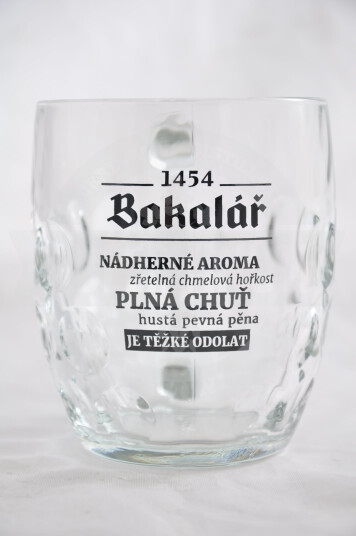 1454
Bakalář
NÁDHERNÉ AROMA
zřetelná chmelová hořkost
PLNÁ CHUŤ
hustá pevná pěna
JE TĚŽKÉ ODOLAT